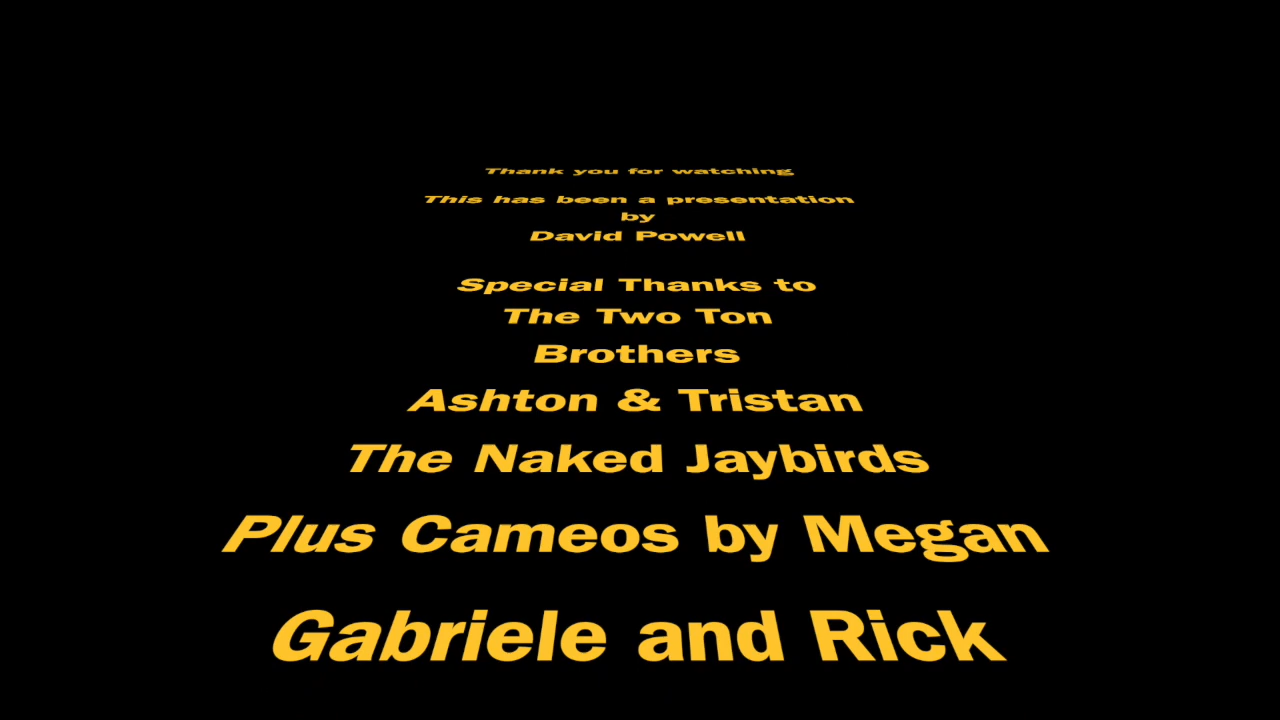 Thank you for watching
This has been a presentation
by
David Powell
Special Thanks to
The Two Ton
Brothers
Ashton & Tristan
The Naked Jaybirds
Plus Cameos by Megan
Gabriele and Rick